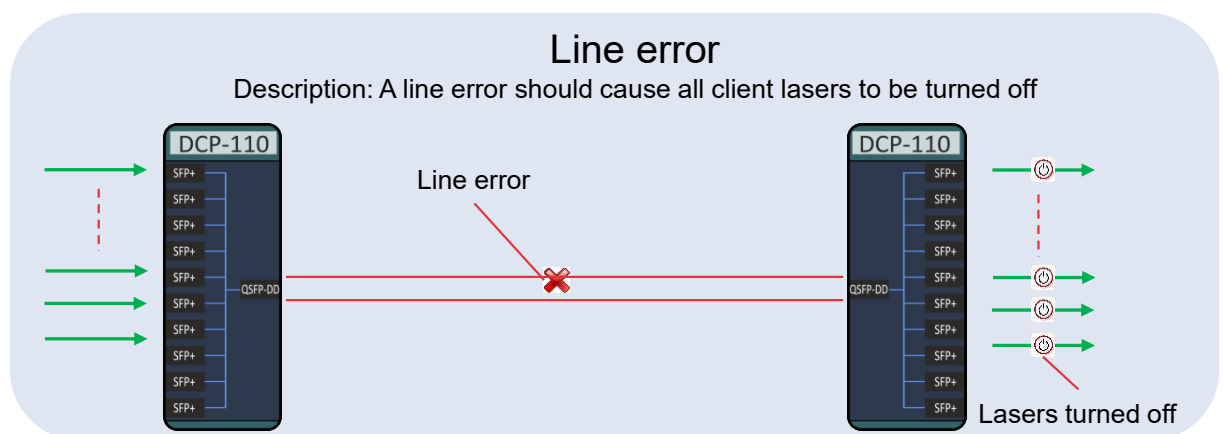 Line error
Description: A line error should cause all client lasers to be turned off
DCP-110
SFP+
SFP+
SFP+
SFP+
SFP+
SFP+
SFP+
SFP+
SFP+
SFP+
QSFP-DD
Line error
DCP-110
QSFP-DD
SFP+
SFP+
SFP+
SFP+
SFP+
SFP+
SFP+
SFP+
SFP+
SFP+
Lasers turned off